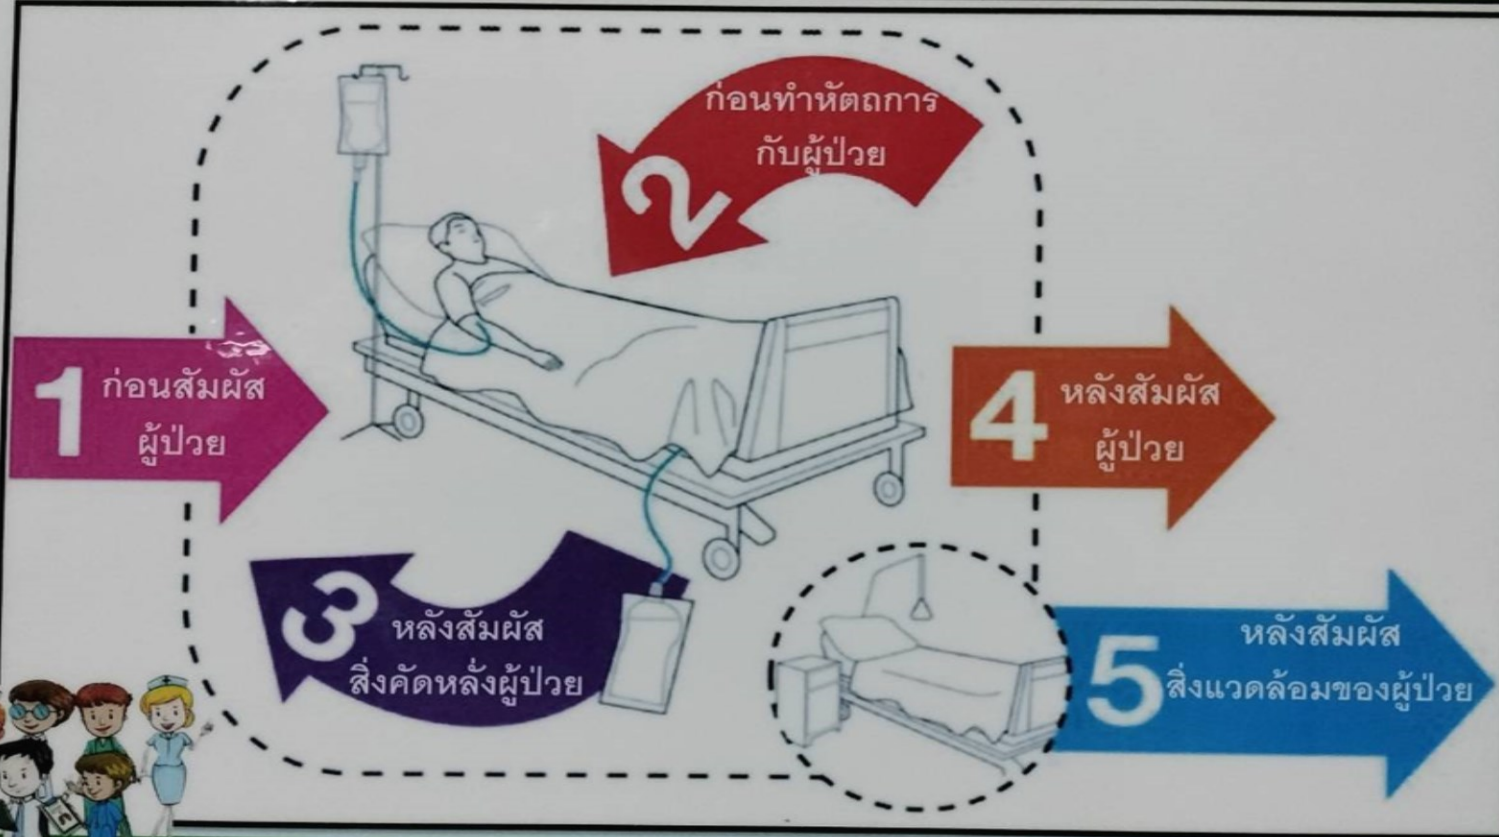 1
ก่อนสัมผัส
ผู้ป่วย
2
ก่อนทำหัตถการ
กับผู้ป่วย
3
หลังสัมผัส
สิ่งคัดหลั่งผู้ป่วย
4
หลังสัมผัส
ผู้ป่วย
5
หลังสัมผัส
สิ่งแวดล้อมของผู้ป่วย